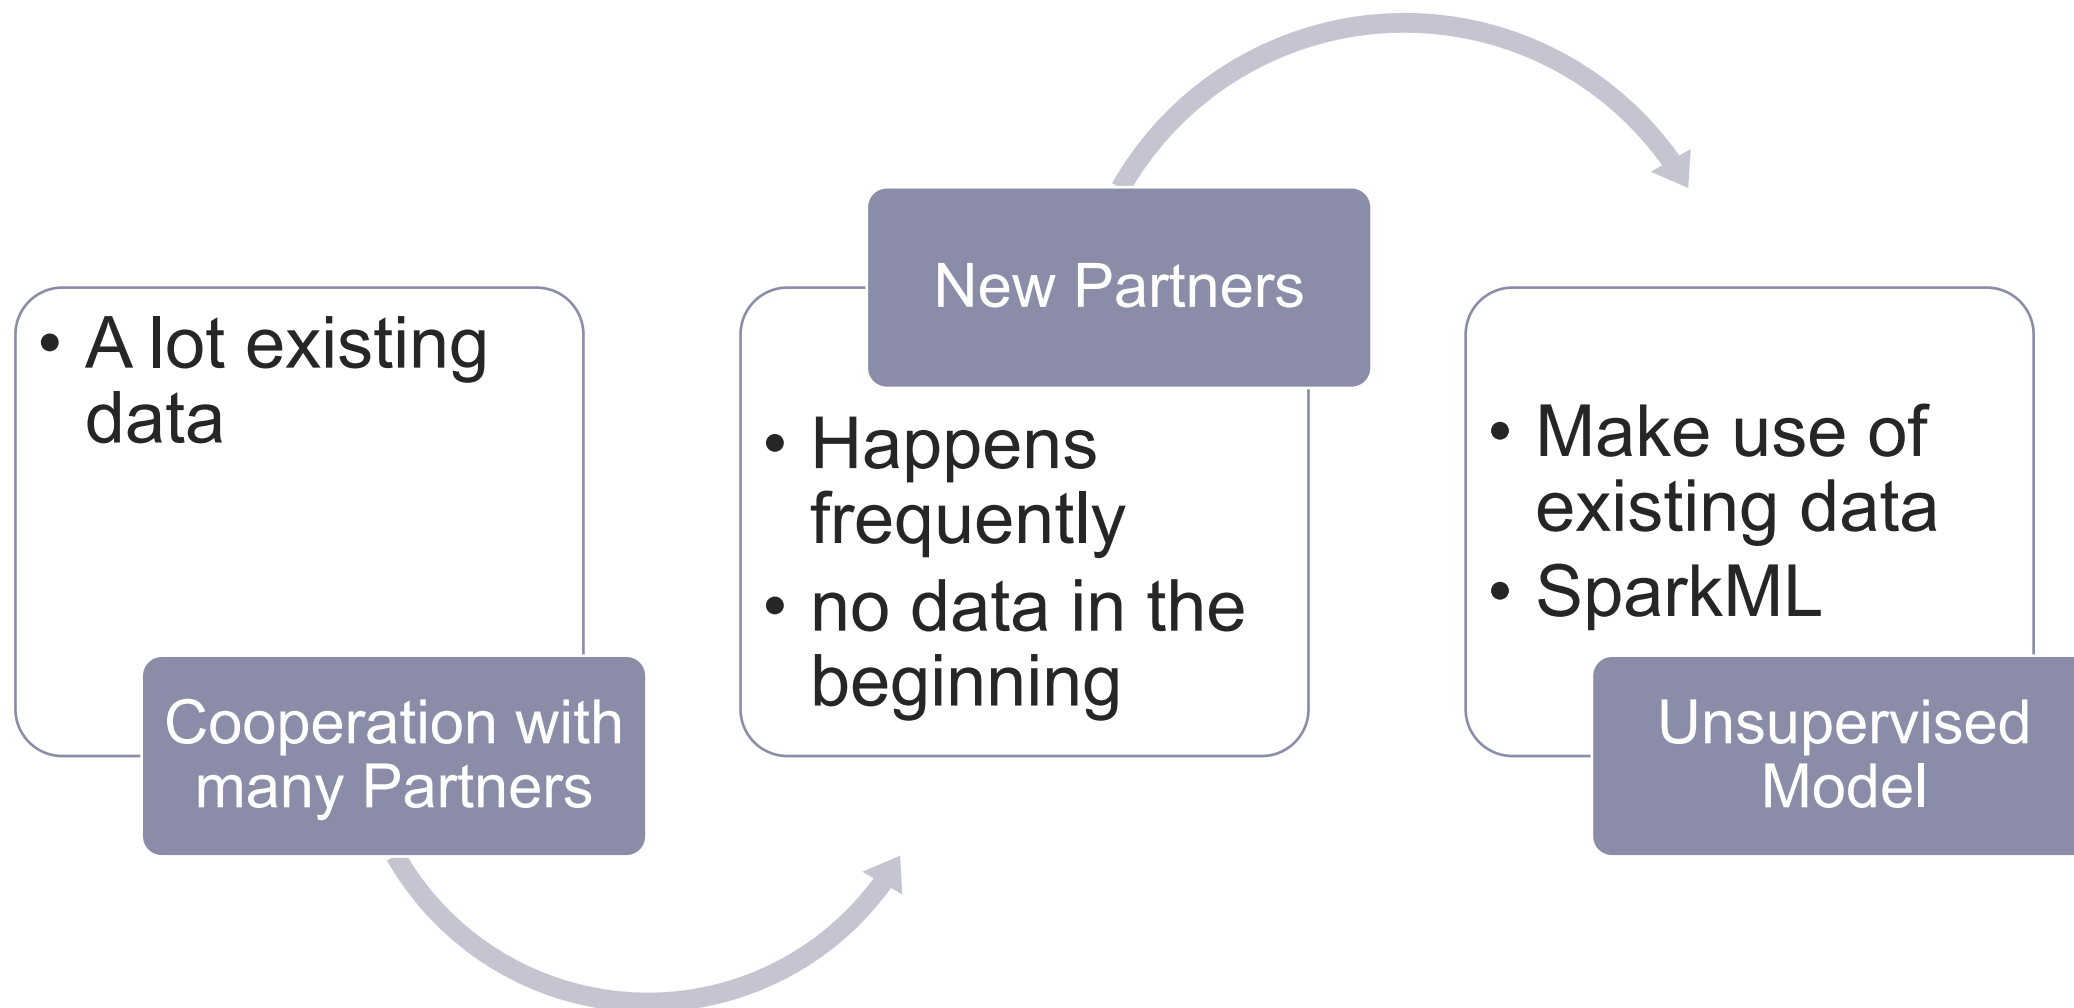 • A lot existing
data
Cooperation with
many Partners
New Partners
• Happens
frequently
• no data in the
beginning
• Make use of
existing data
• SparkML
Unsupervised
Model